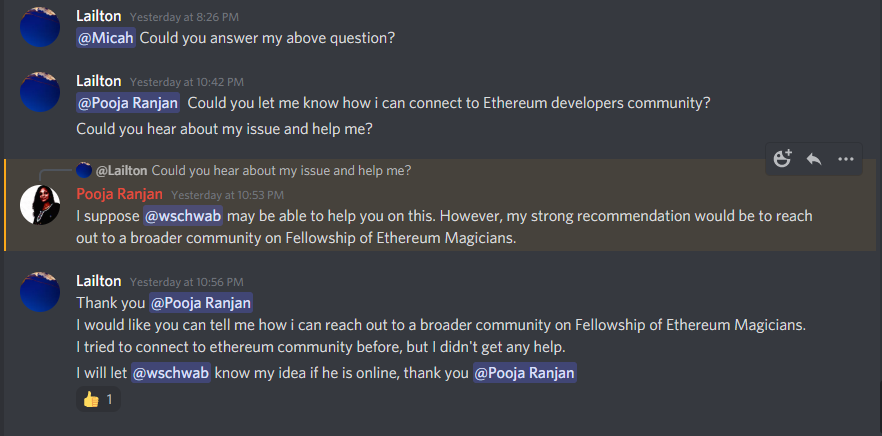 Lailton Yesterday at 8:26 PM
@Micah Could you answer my above question?
Lailton Yesterday at 10:42 PM
@Pooja Ranjan Could you let me know how i can connect to Ethereum developers community?
Could you hear about my issue and help me?
@Lailton Could you hear about my issue and help me?
Pooja Ranjan Yesterday at 10:53 PM
I suppose @wschwab may be able to help you on this. However, my strong recommendation would be to reach
out to a broader community on Fellowship of Ethereum Magicians.
Lailton Yesterday at 10:56 PM
Thank you @Pooja Ranjan
I would like you can tell me how i can reach out to a broader community on Fellowship of Ethereum Magicians.
I tried to connect to ethereum community before, but I didn't get any help.
I will let @wschwab know my idea if he is online, thank you @Pooja Ranjan
1